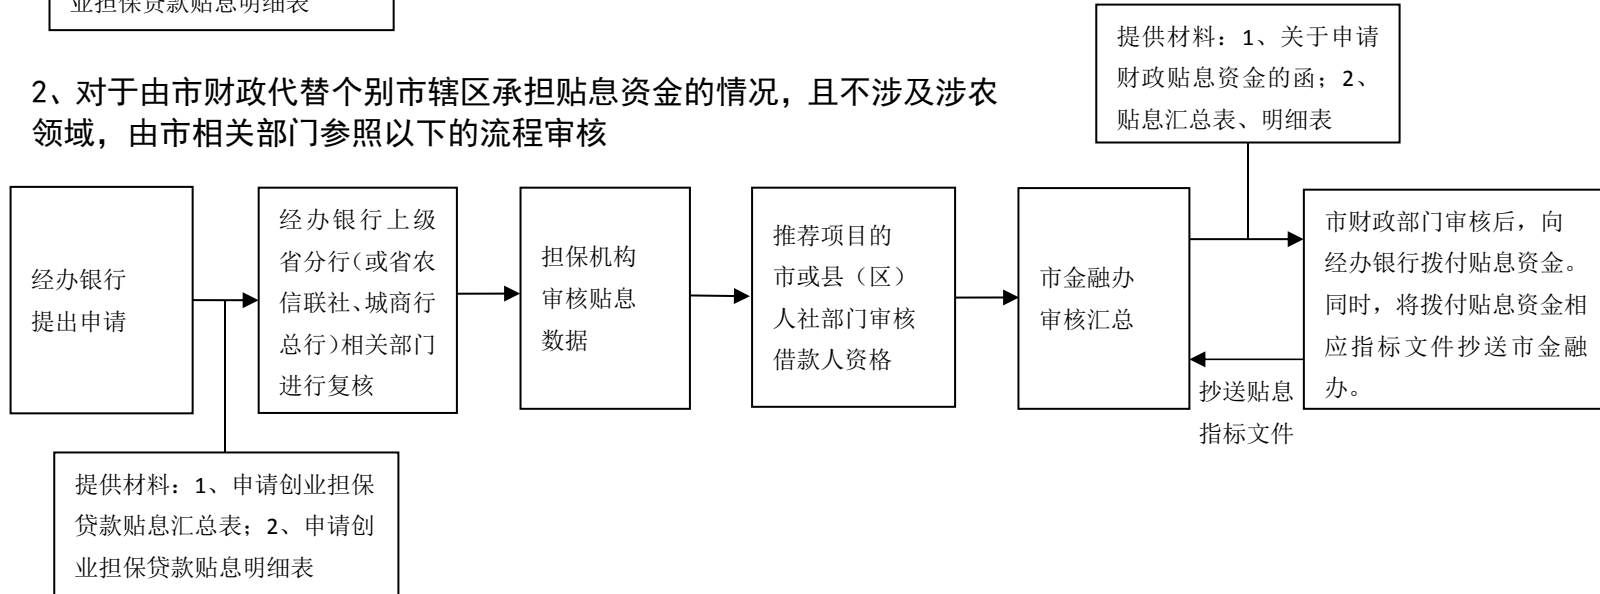 业担保贷款贴息明细表
提供材料：1、关于申请
财政贴息资金的函；2、
贴息汇总表、明细表
2、对于由市财政代替个别市辖区承担贴息资金的情况，且不涉及涉农
领域，由市相关部门参照以下的流程审核
经办银行
提出申请
经办银行上级
省分行（或省农
信联社、城商行
总行）相关部门
进行复核
担保机构
审核贴息
数据
推荐项目的
市或县（区）
人社部门审核
借款人资格
市金融办
审核汇总
市财政部门审核后，向
经办银行拨付贴息资金。
同时，将拨付贴息资金相
应指标文件抄送市金融
办。
抄送贴息
指标文件
提供材料：1、申请创业担保
贷款贴息汇总表；2、申请创
业担保贷款贴息明细表